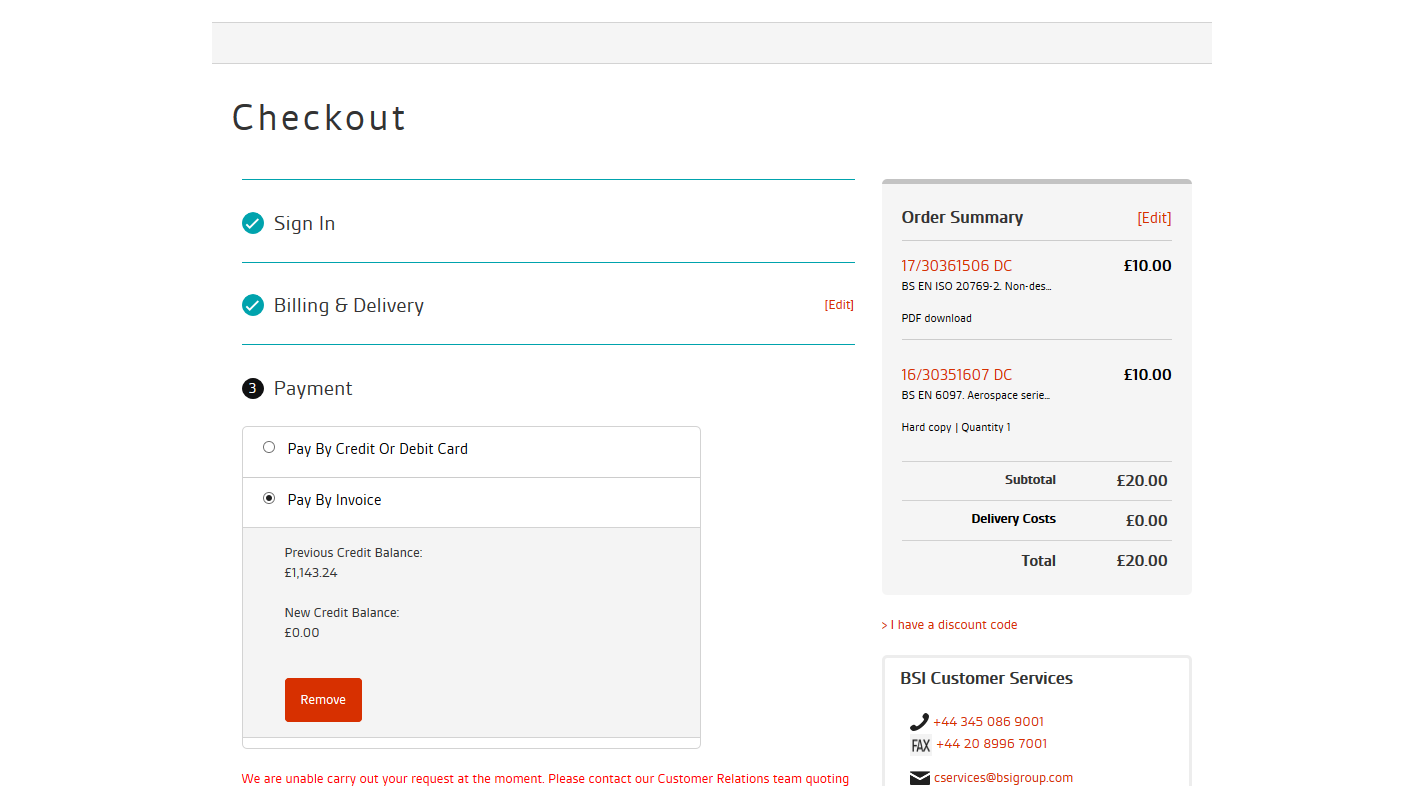 Checkout
Sign In
Billing & Delivery
[Edit]
3 Payment
Pay By Credit Or Debit Card
Pay By Invoice
Previous Credit Balance:
£1,143.24
New Credit Balance:
£0.00
Remove
We are unable carry out your request at the moment. Please contact our Customer Relations team quoting
Order Summary
[Edit]
17/30361506 DC £10.00
BS EN ISO 20769-2. Non-des...
PDF download
16/30351607 DC £10.00
BS EN 6097. Aerospace serie...
Hard copy | Quantity 1
Subtotal £20.00
Delivery Costs £0.00
Total £20.00
> I have a discount code
BSI Customer Services
+44 345 086 9001
FAX +44 20 8996 7001
cservices@bsigroup.com